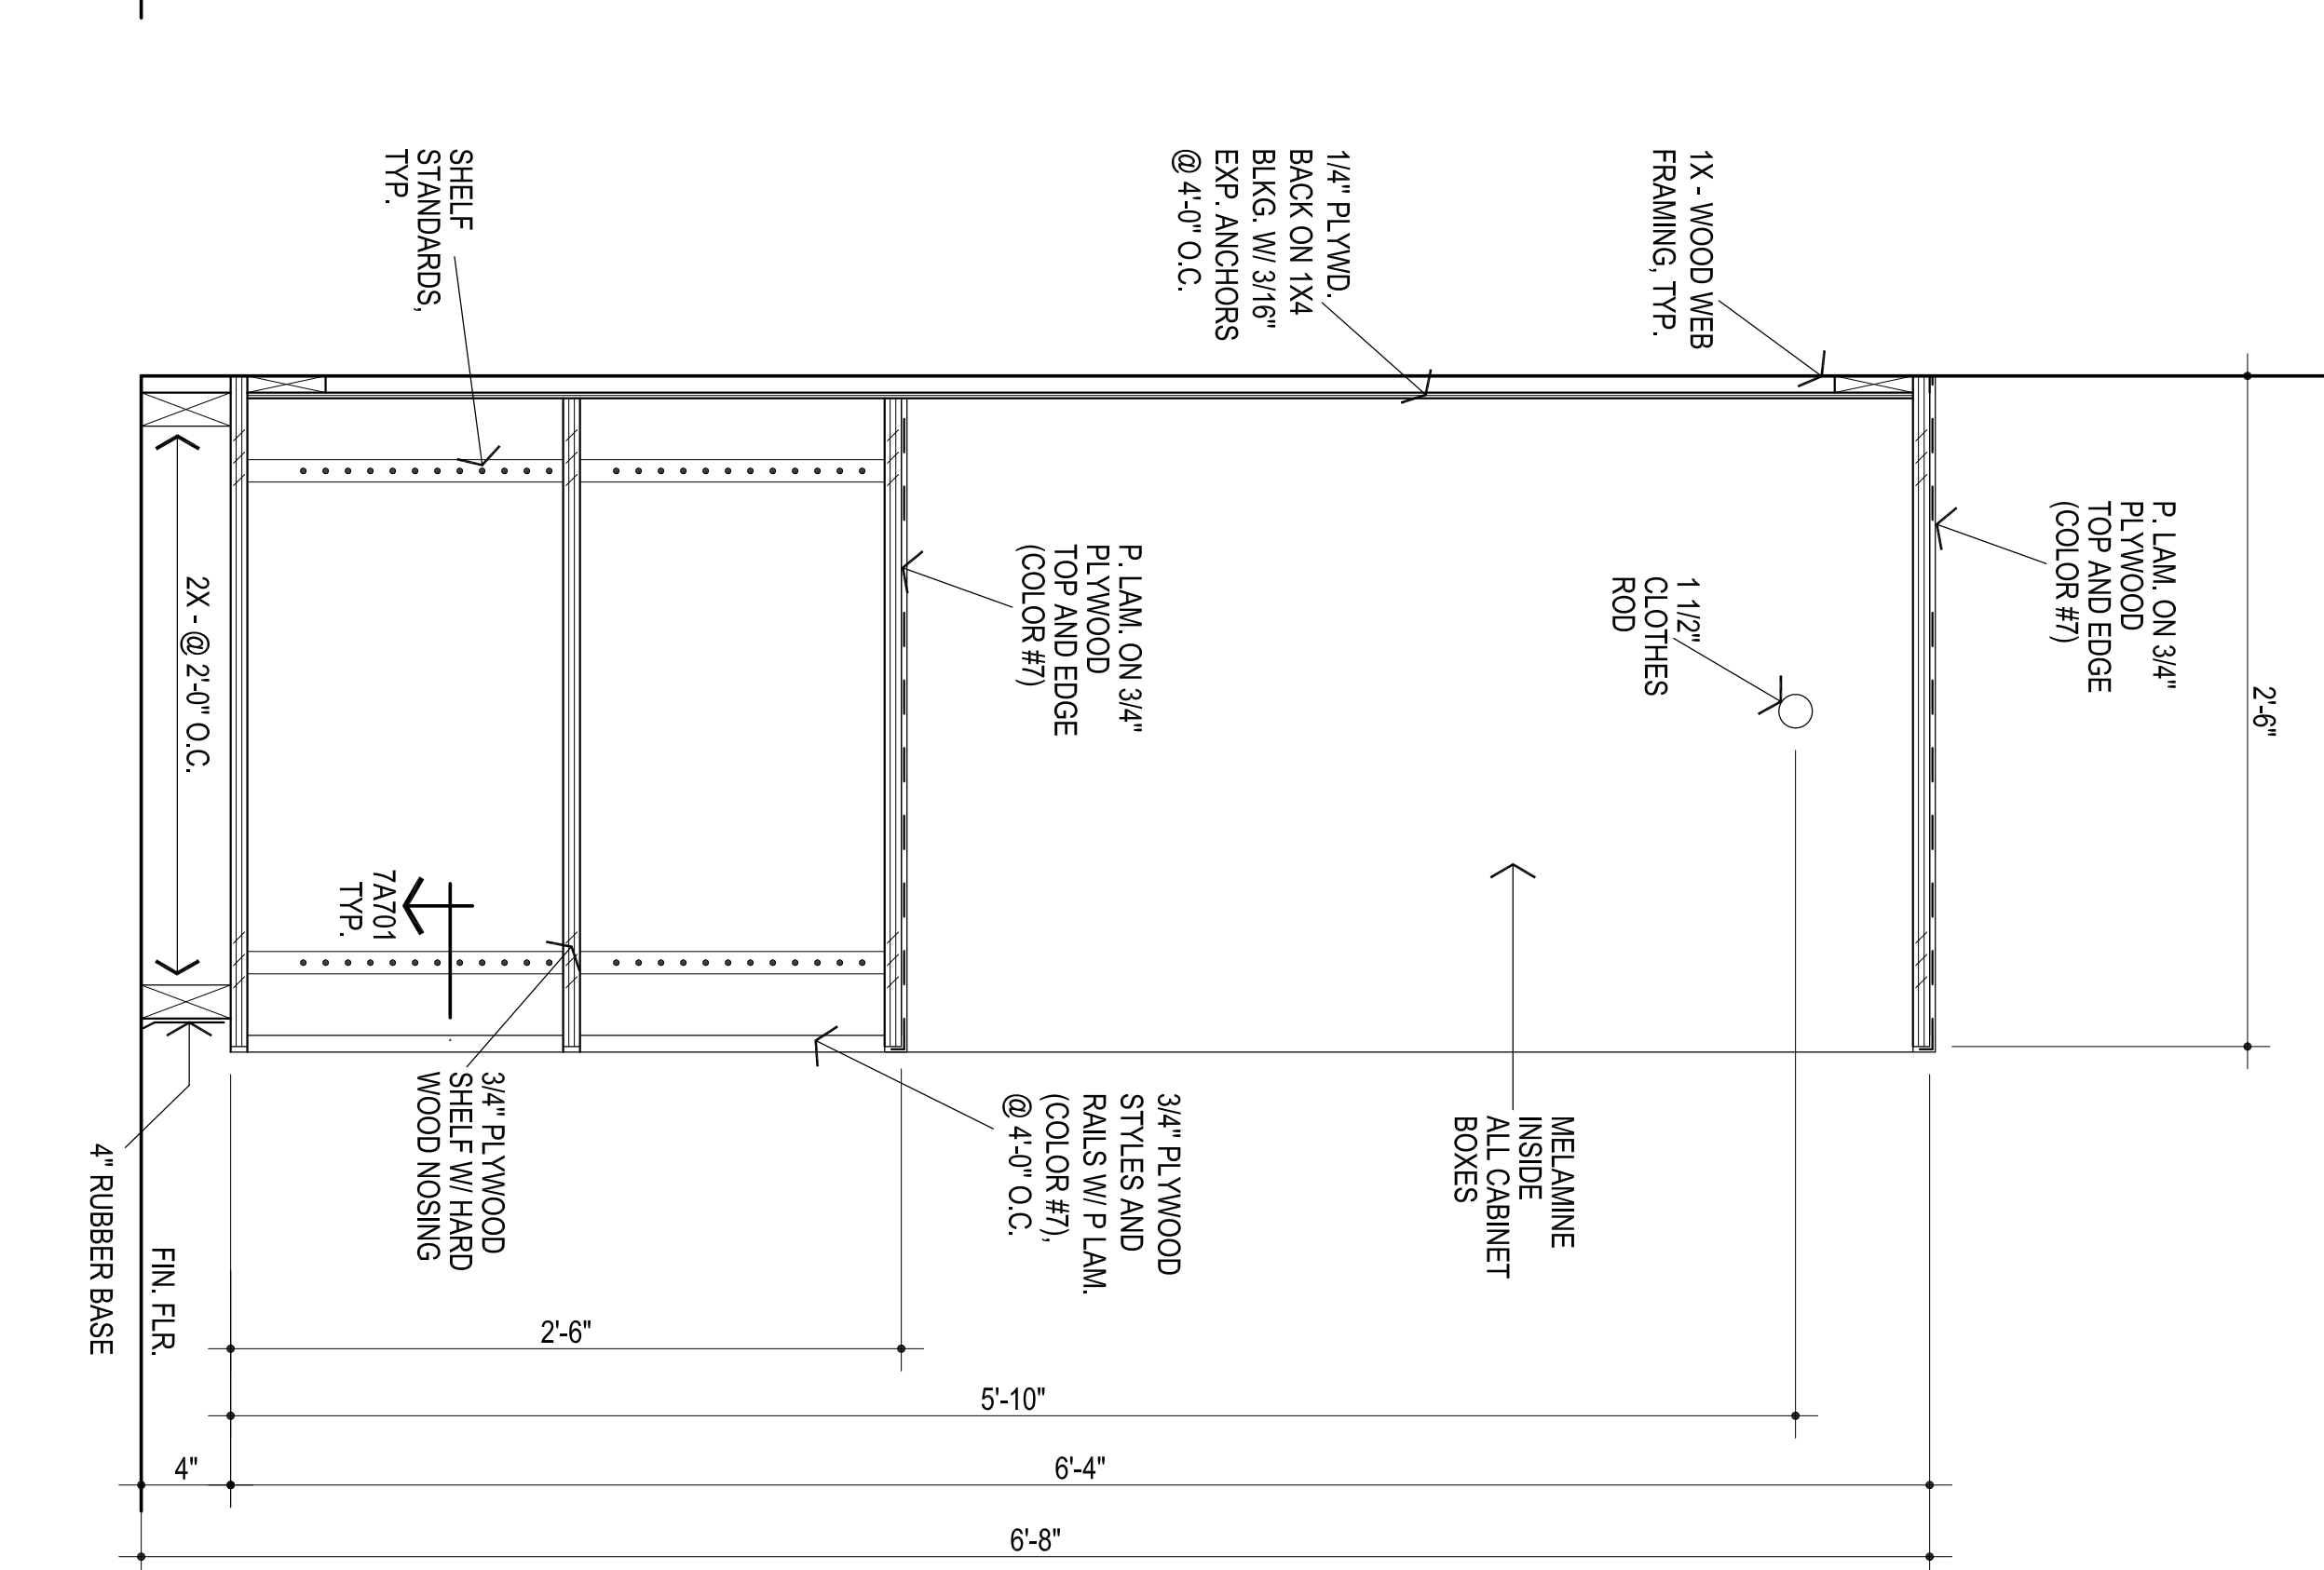 SHELF
STANDARDS,
TYP.
1/4" PLYWD.
BACK ON 1X4
BLKG. W/ 3/16"
EXP. ANCHORS
@ 4'-0" O.C.
1X - WOOD WEB
FRAMING, TYP.
P. LAM. ON 3/4"
PLYWOOD
TOP AND EDGE
(COLOR #7)
2'-6"
P. LAM. ON 3/4"
PLYWOOD
TOP AND EDGE
(COLOR #7)
1 1/2"
CLOTHES
ROD
2X - @ 2'-0" O.C.
7A701
TYP.
3/4" PLYWOOD
SHELF W/ HARD
WOOD NOSING
3/4" PLYWOOD
STYLES AND
RAILS W/ P LAM.
(COLOR #7),
@ 4'-0" O.C.
MELAMINE
INSIDE
ALL CABINET
BOXES
4" RUBBER BASE
FIN. FLR.
2'-6"
5'-10"
4"
6'-4"
6'-8"